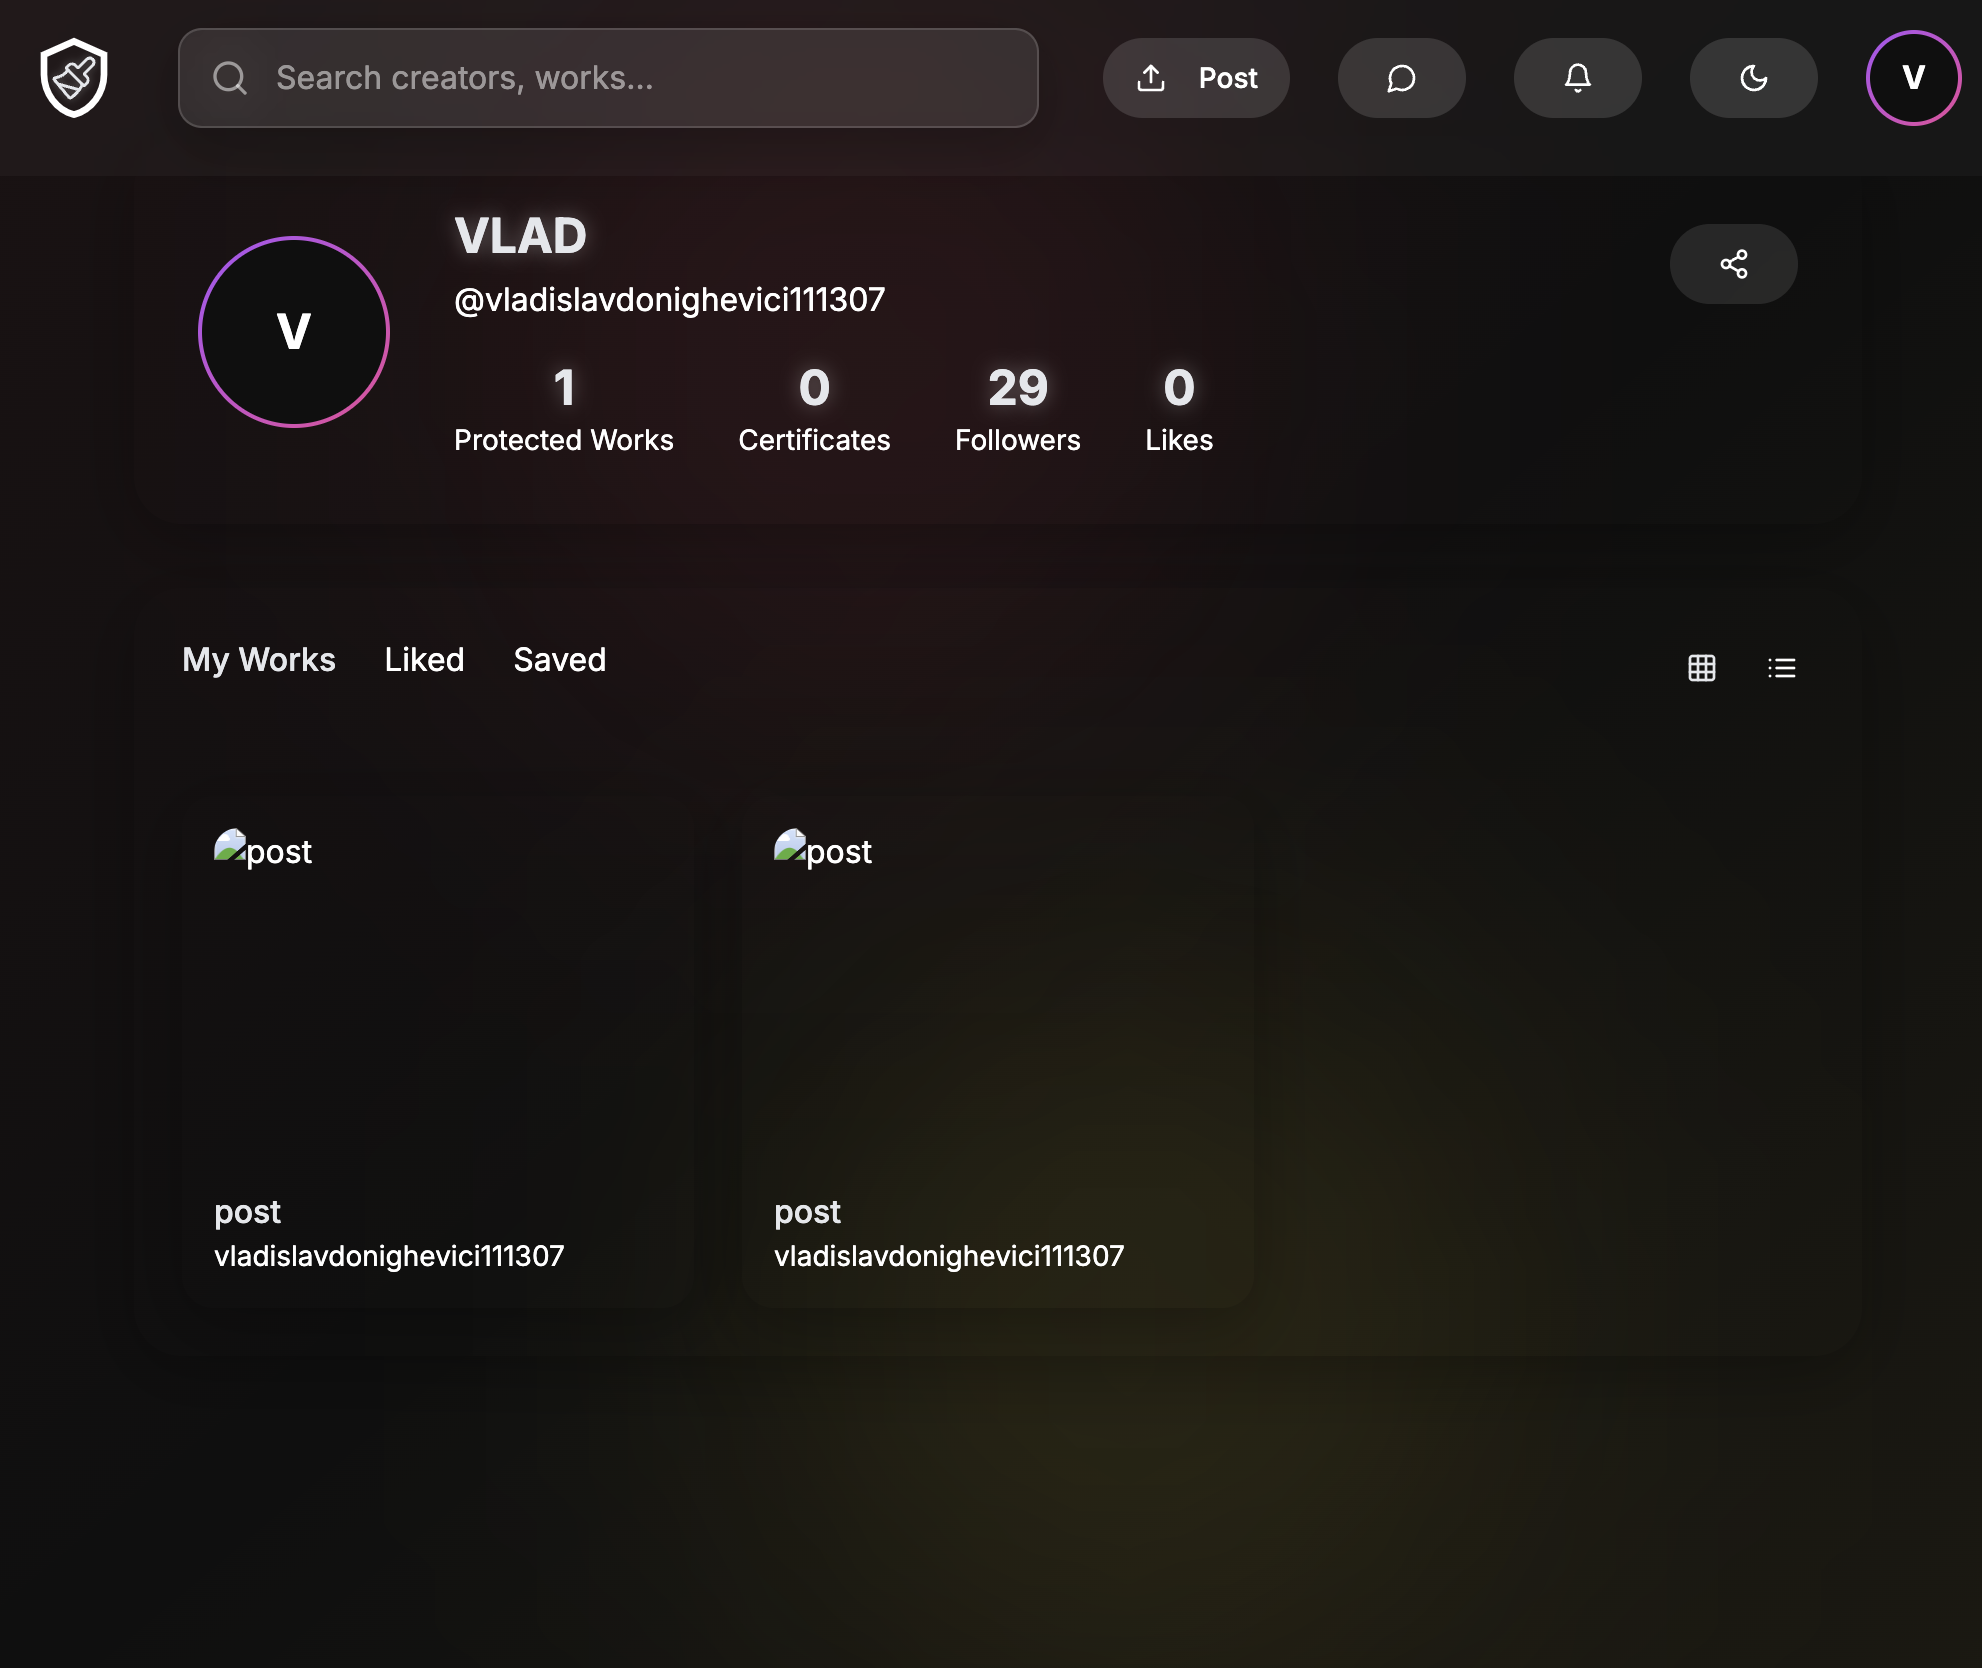 Search creators, works...
Post
V
VLAD
@vladislavdonighevici111307
V
1
0
29
0
Protected Works
Certificates
Followers
Likes
My Works
Liked
Saved
post
post
post
vladislavdonighevici111307
post
vladislavdonighevici111307